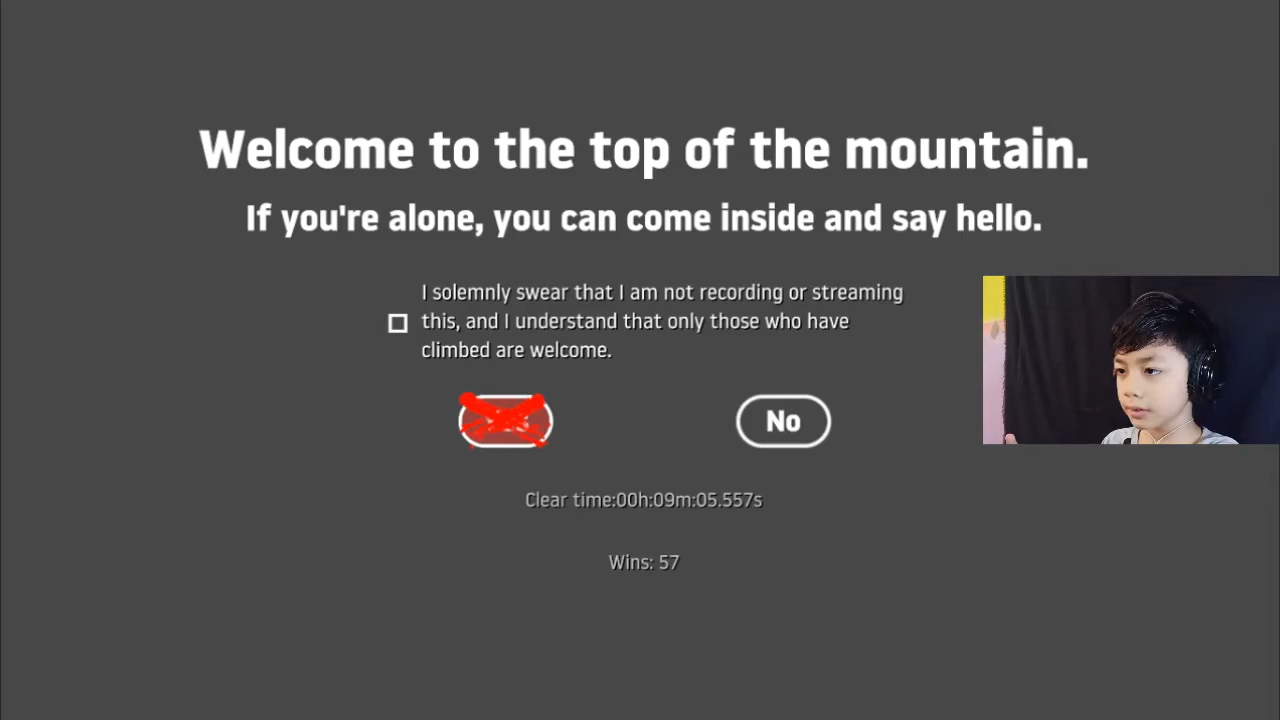 Welcome to the top of the mountain.
If you're alone, you can come inside and say hello.
I solemnly swear that I am not recording or streaming
this, and I understand that only those who have
climbed are welcome.
No
Clear time:00h:09m:05.557s
Wins: 57